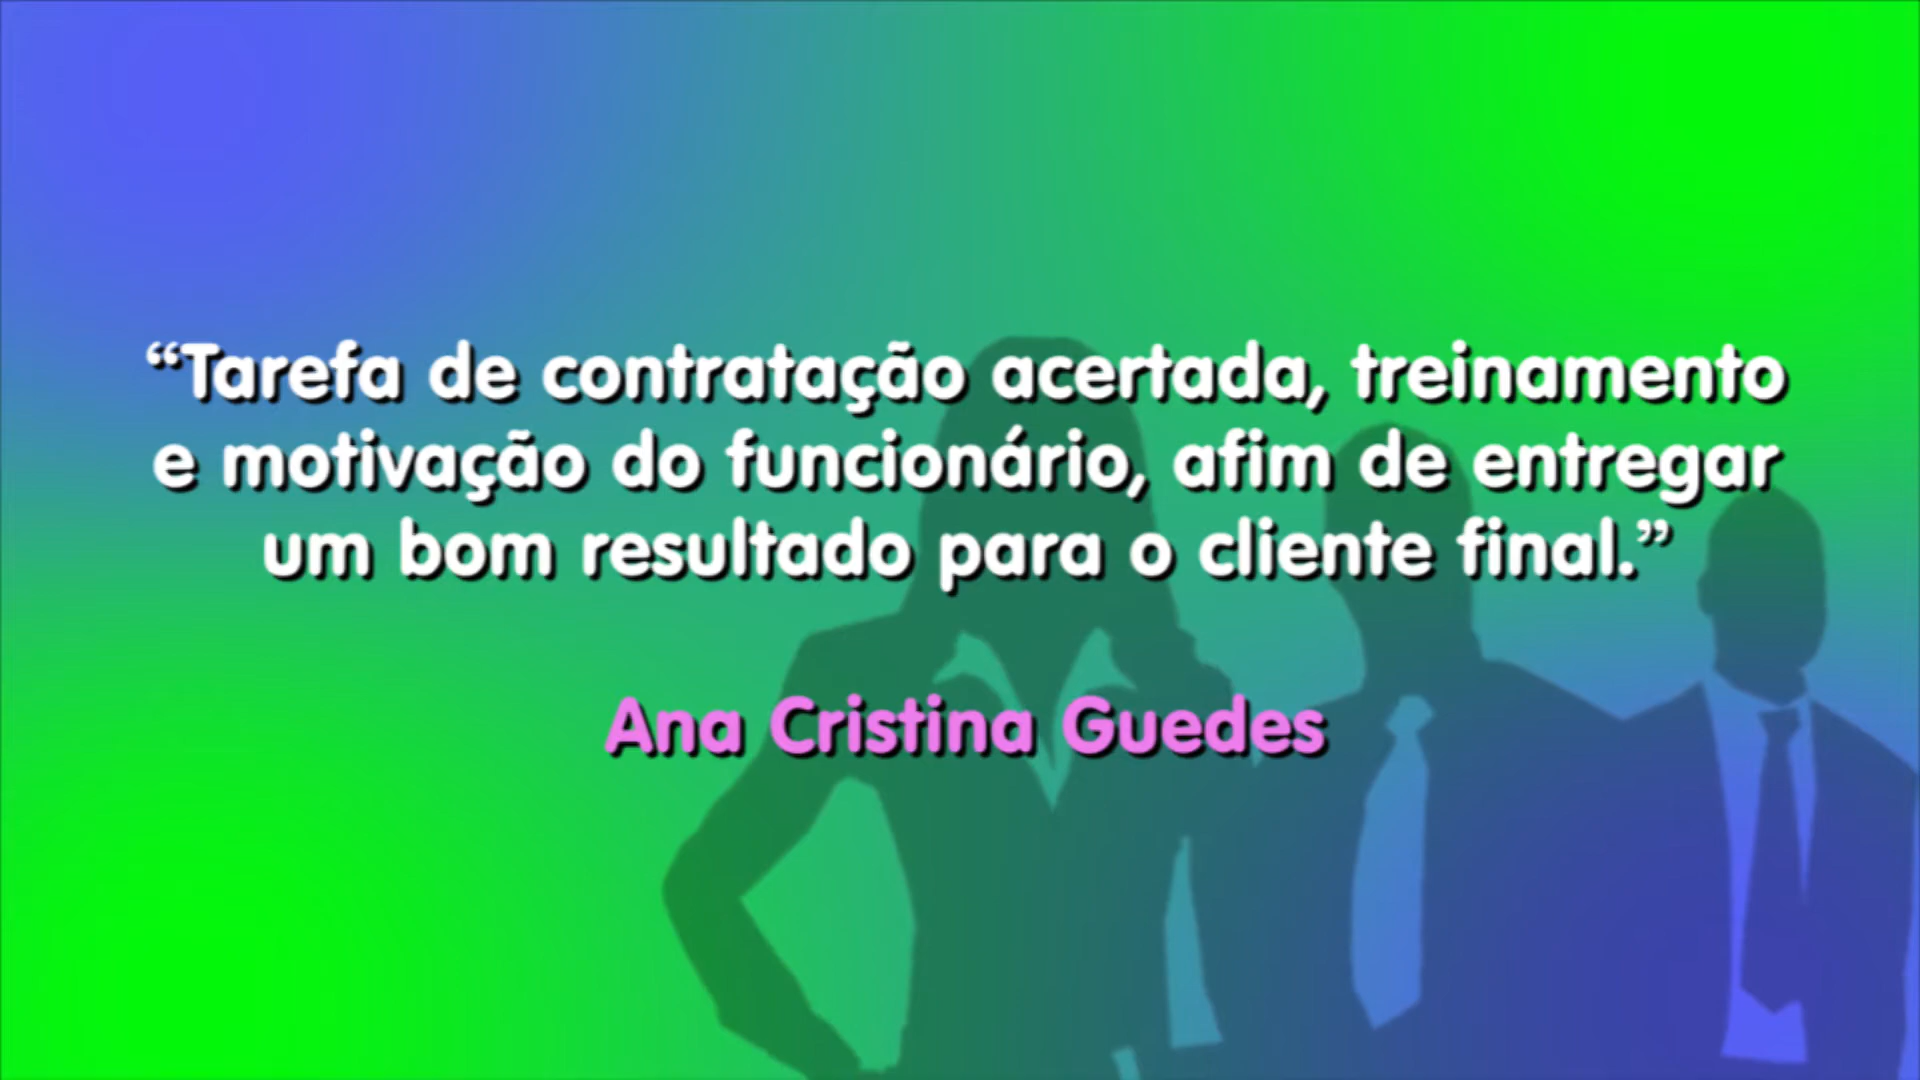 “Tarefa de contratação acertada, treinamento
e motivação do funcionário, afim de entregar
um bom resultado para o cliente final.”
Ana Cristina Guedes